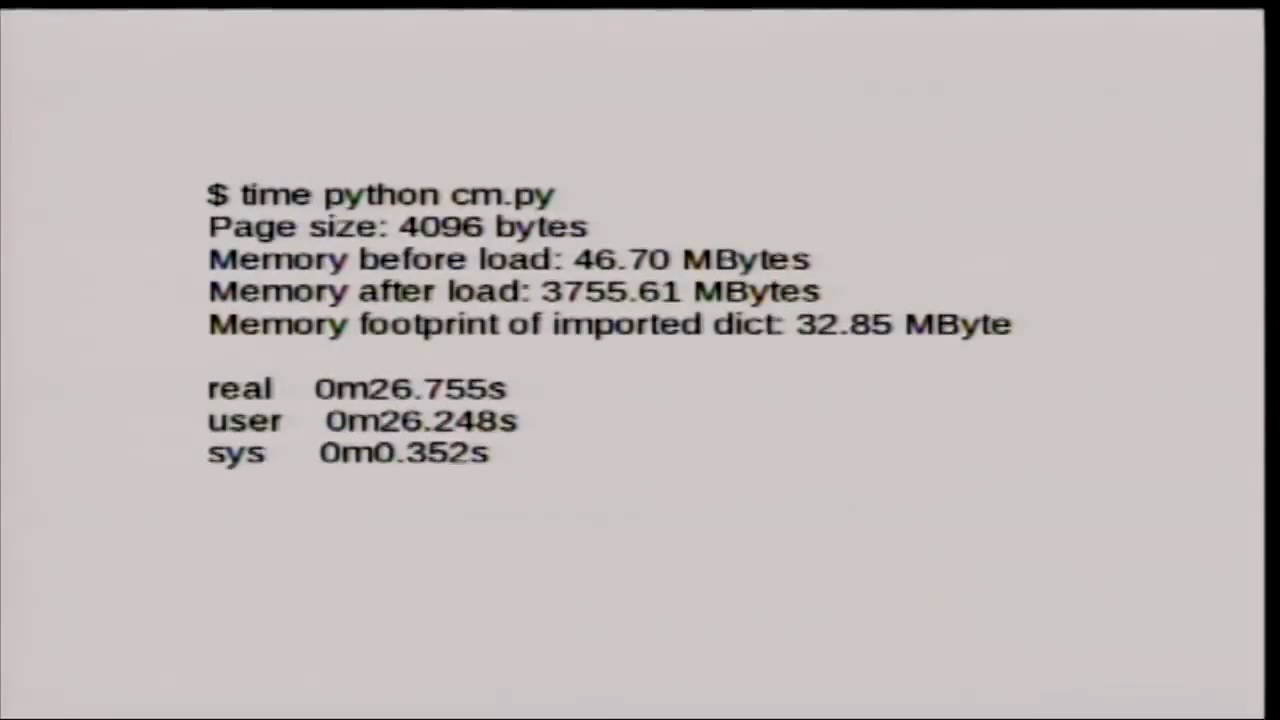 $ time python cm.py
Page size: 4096 bytes
Memory before load: 46.70 MBytes
Memory after load: 3755.61 MBytes
Memory footprint of imported dict: 32.85 MByte
real 0m26.755s
user 0m26.248s
sys 0m0.352s